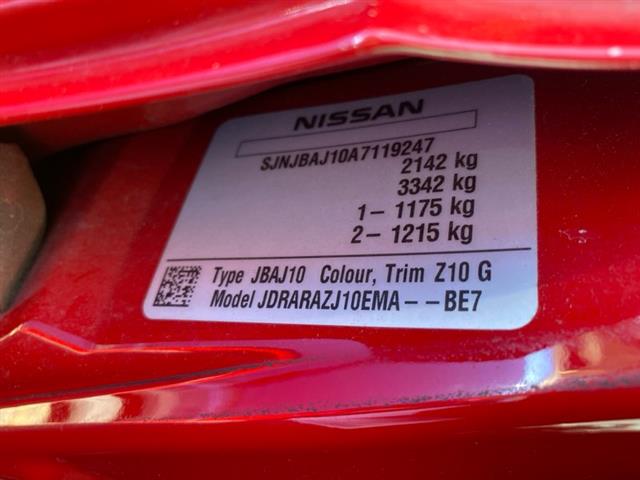 NISSAN
SJNJBAJ10A7119247
2142 kg
3342 kg
1– 1175 kg
2– 1215 kg
Type JBAJ10 Colour, Trim Z10 G
Model JDRARAZJ10EMA – – BE7